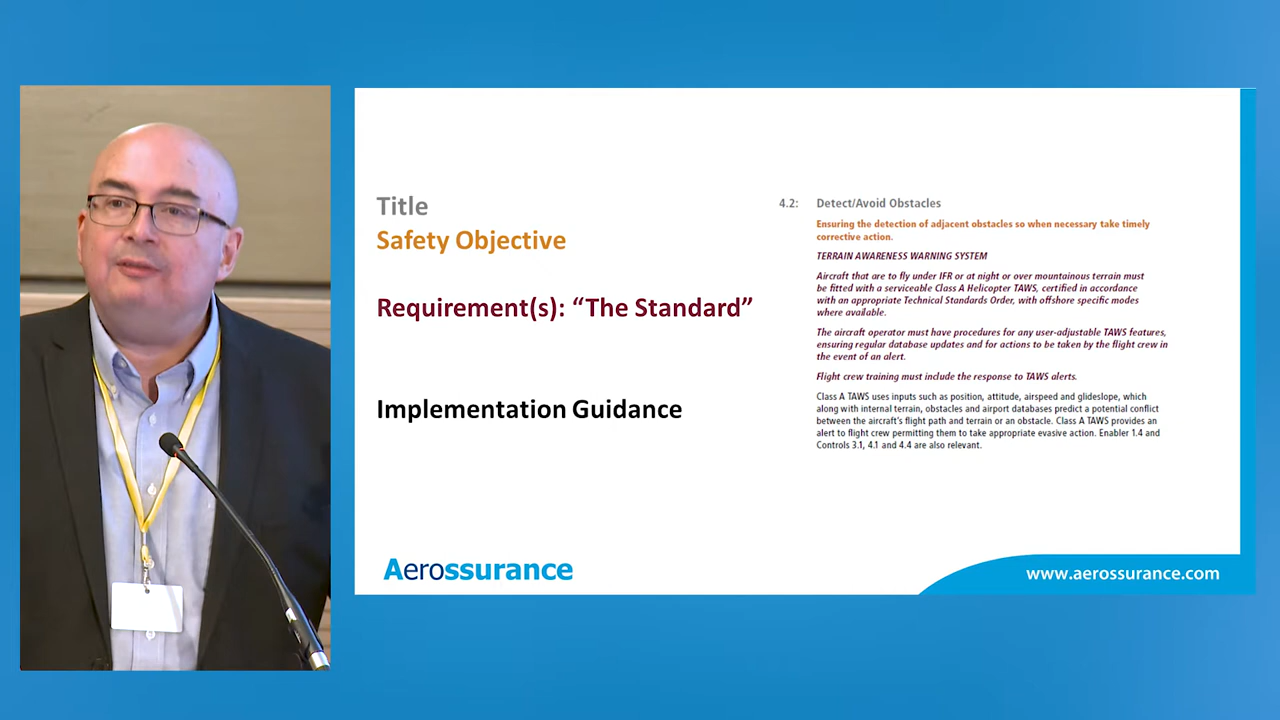 Title
Safety Objective
Requirement(s): “The Standard”
Implementation Guidance
4.2: Detect/Avoid Obstacles
Ensuring the detection of adjacent obstacles so when necessary take timely
corrective action.
TERRAIN AWARENESS WARNING SYSTEM
Aircraft that are to fly under IFR or at night or over mountainous terrain must
be fitted with a serviceable Class A Helicopter TAWS, certified in accordance
with an appropriate Technical Standards Order, with offshore specific modes
where available.
The aircraft operator must have procedures for any user-adjustable TAWS features,
ensuring regular database updates and for actions to be taken by the flight crew in
the event of an alert.
Flight crew training must include the response to TAWS alerts.
Class A TAWS uses inputs such as position, attitude, airspeed and glideslope, which
along with internal terrain, obstacles and airport databases predict a potential conflict
between the aircraft's flight path and terrain or an obstacle. Class A TAWS provides an
alert to flight crew permitting them to take appropriate evasive action. Enabler 1.4 and
Controls 3.1, 4.1 and 4.4 are also relevant.
Aerossurance
www.aerossurance.com